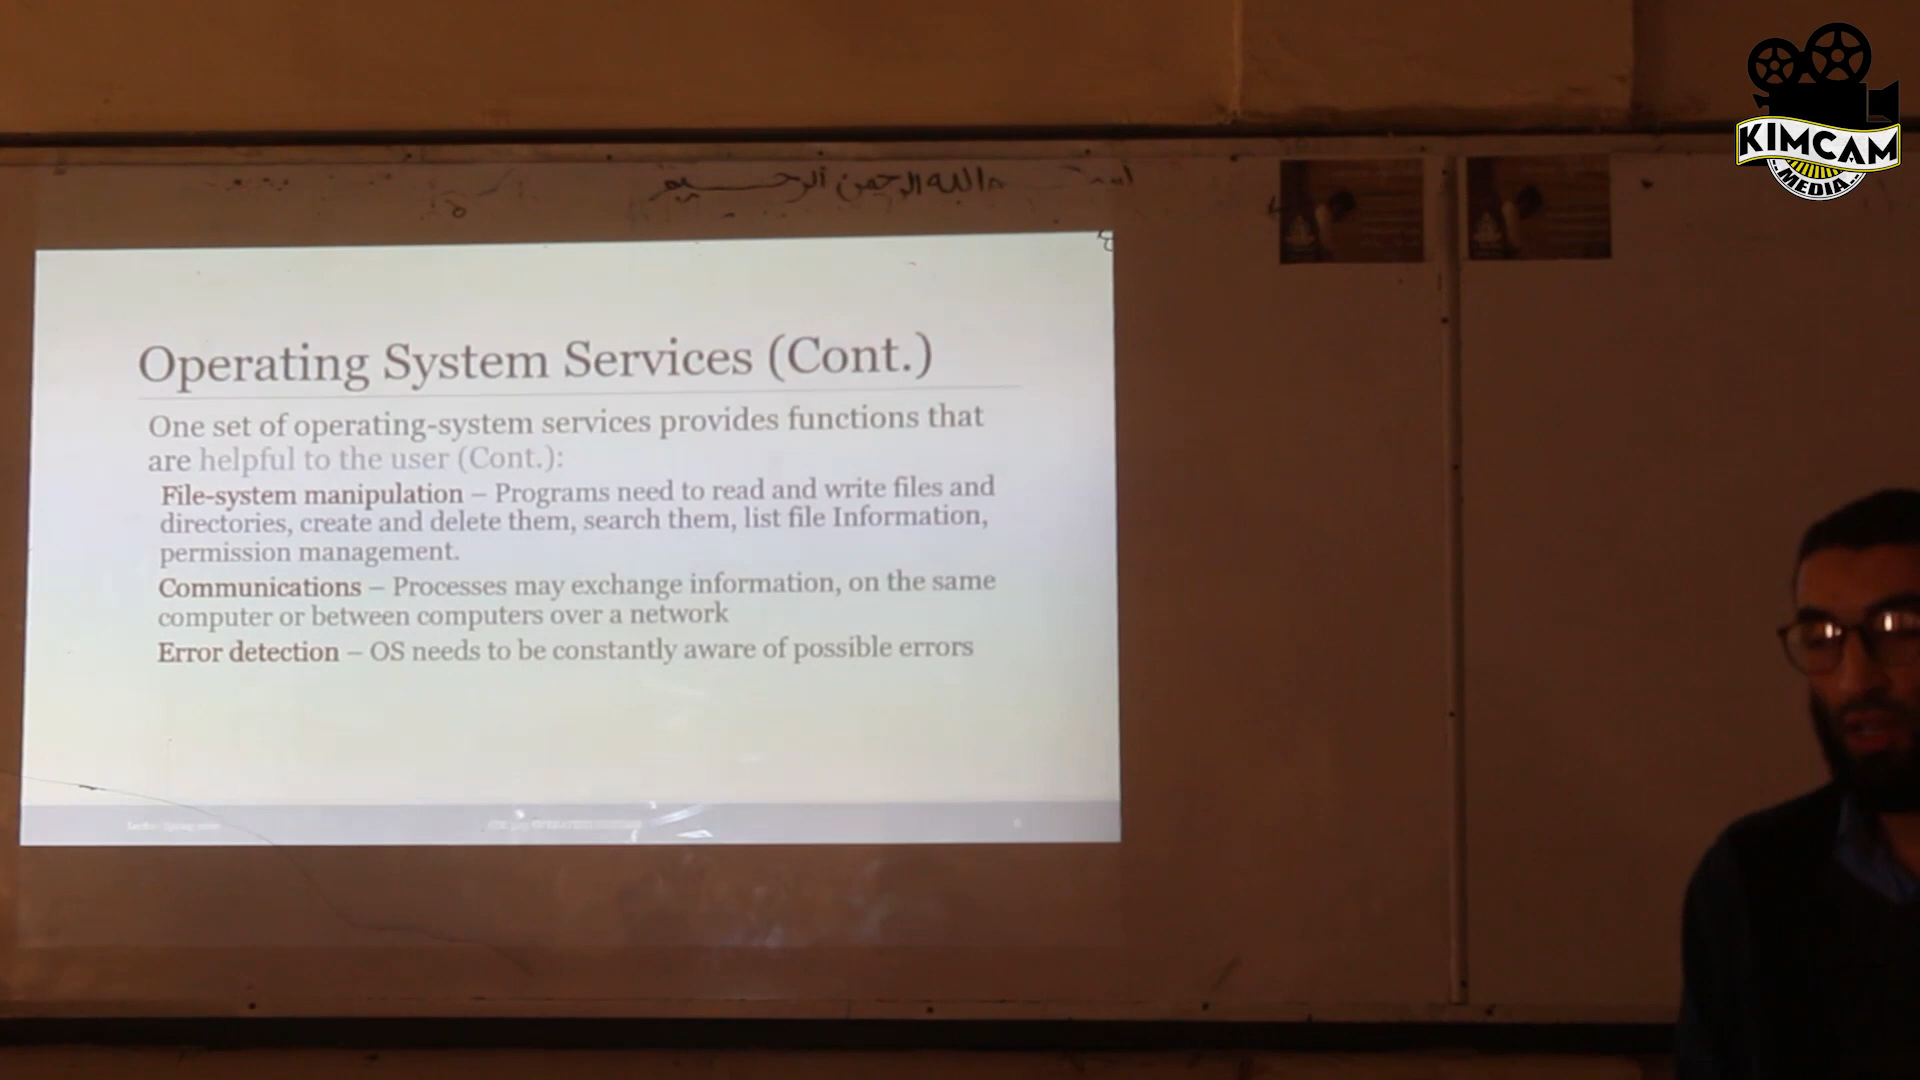 KIMCAM
MEDIA
الله الرحمن الرحيم
Operating System Services (Cont.)
One set of operating-system services provides functions that
are helpful to the user (Cont.):
File-system manipulation – Programs need to read and write files and
directories, create and delete them, search them, list file Information,
permission management.
Communications – Processes may exchange information, on the same
computer or between computers over a network
Error detection – OS needs to be constantly aware of possible errors